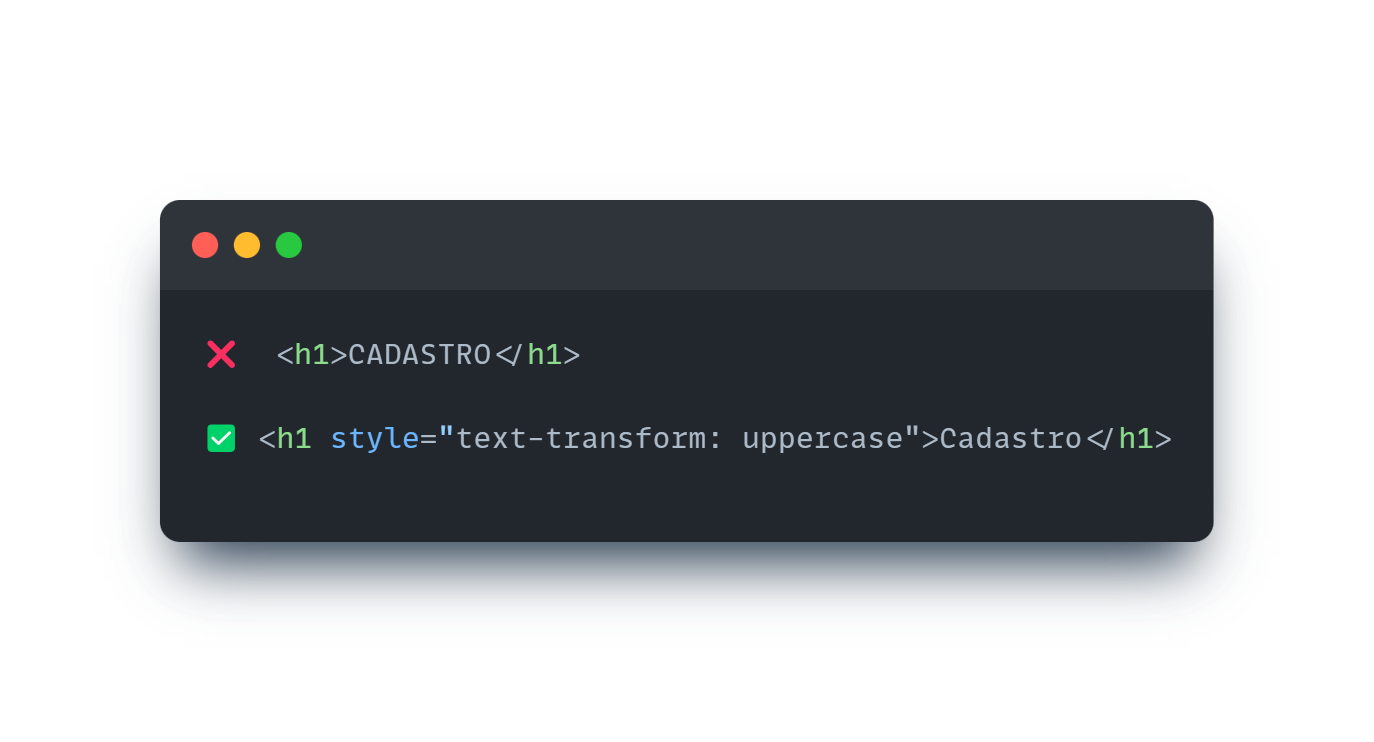 ❌ <h1>CADASTRO</h1>
✅ <h1 style="text-transform: uppercase">Cadastro</h1>